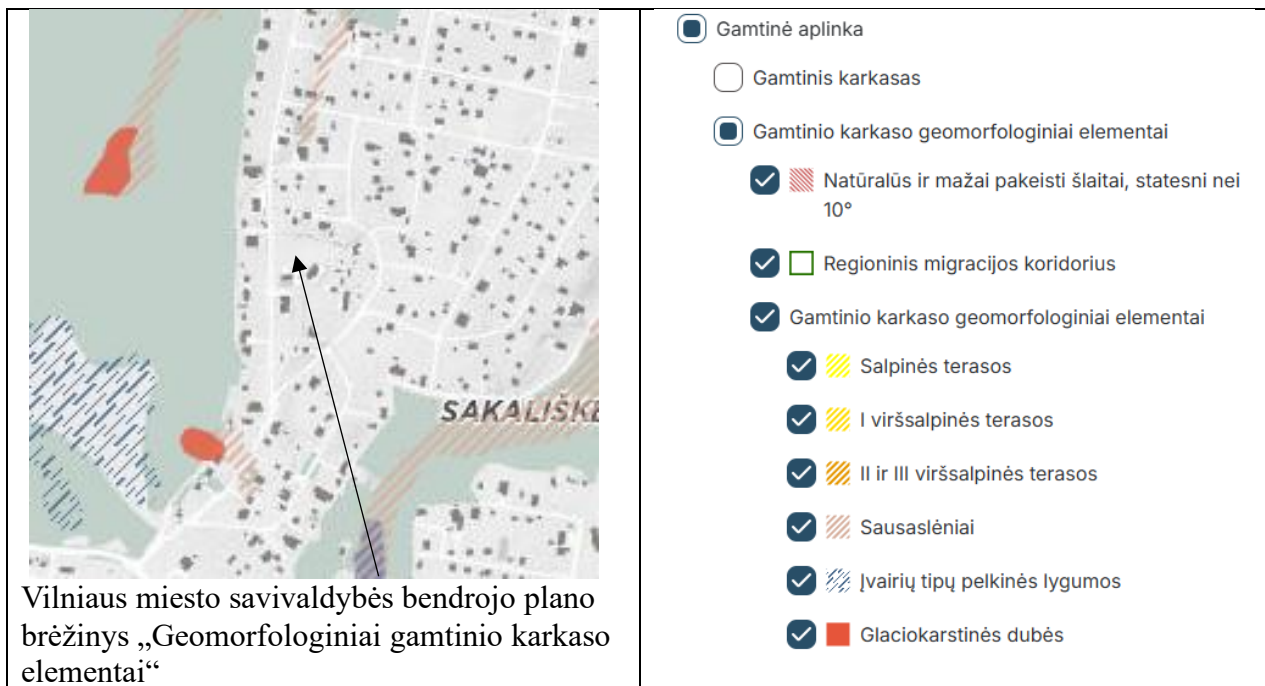 SAKALIŠKĖ
Vilniaus miesto savivaldybės bendrojo plano
brėžinys „Geomorfologiniai gamtinio karkaso
elementai“
Gamtinė aplinka
Gamtinis karkasas
Gamtinio karkaso geomorfologiniai elementai
Natūralūs ir mažai pakeisti šlaitai, statesni nei
10°
Regioninis migracijos koridorius
Gamtinio karkaso geomorfologiniai elementai
Salpinės terasos
I viršsalpinės terasos
II ir III viršsalpinės terasos
Sausaslėniai
Įvairių tipų pelkinės lygumos
Glaciokarstinės dubės